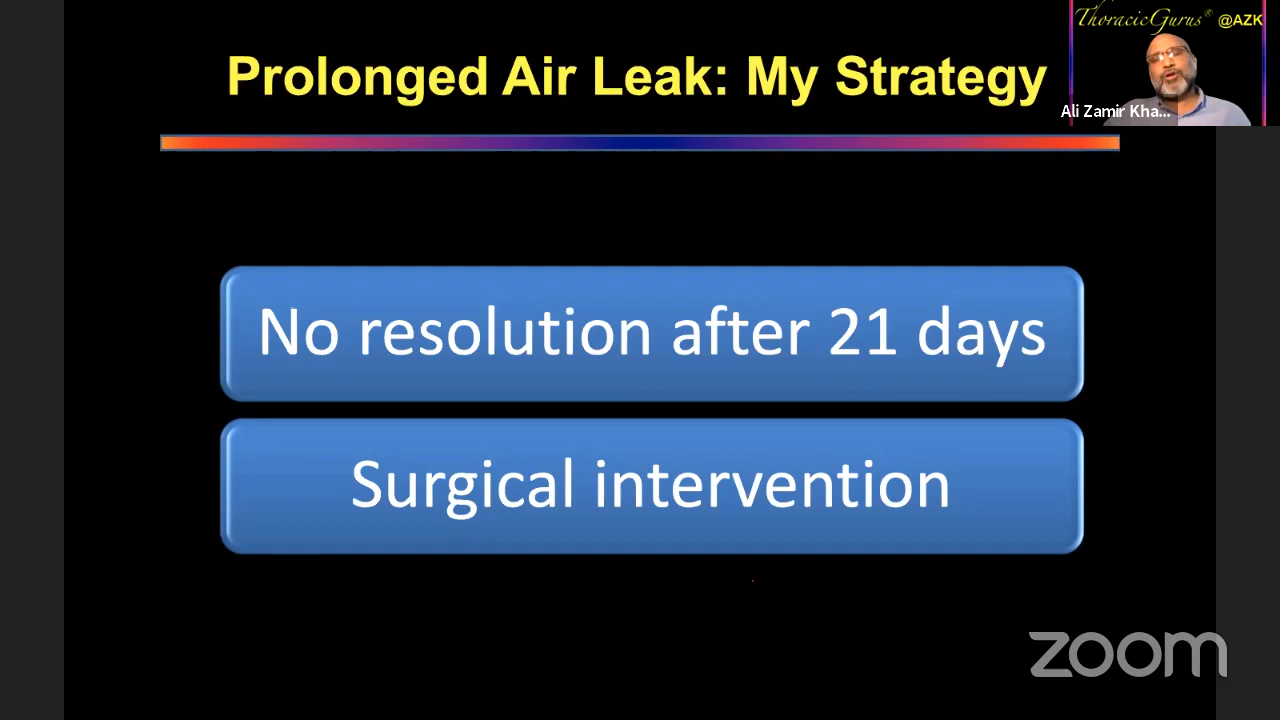 Prolonged Air Leak: My Strategy
ThoracicGurus® @AZK
Ali Zamir Kha...
No resolution after 21 days
Surgical intervention
zoom